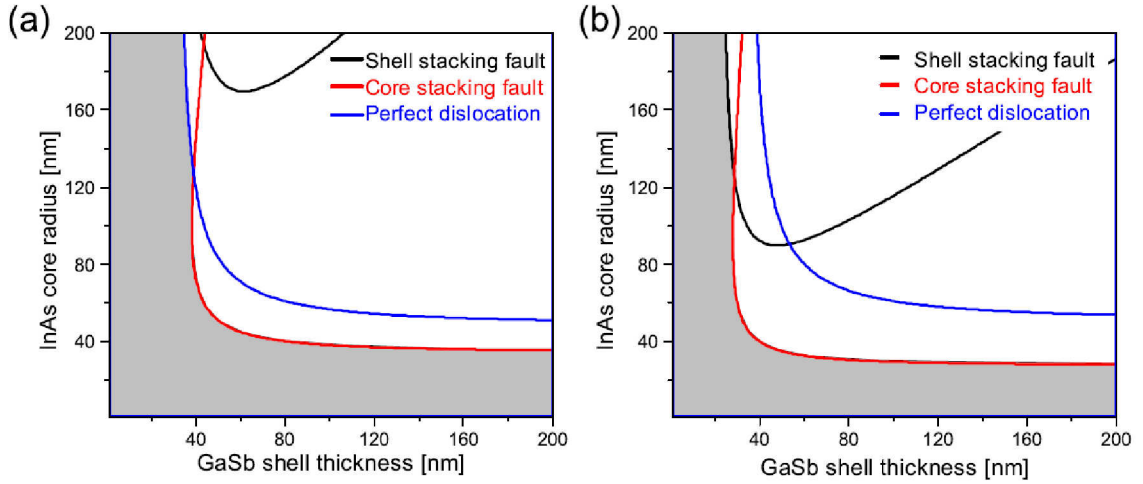 (a)
200
160
120
80
40
InAs core radius [nm]
Shell stacking fault
Core stacking fault
Perfect dislocation
40 80 120 160 200
GaSb shell thickness [nm]
(b)
200
160
120
80
40
InAs core radius [nm]
Shell stacking fault
Core stacking fault
Perfect dislocation
40 80 120 160 200
GaSb shell thickness [nm]